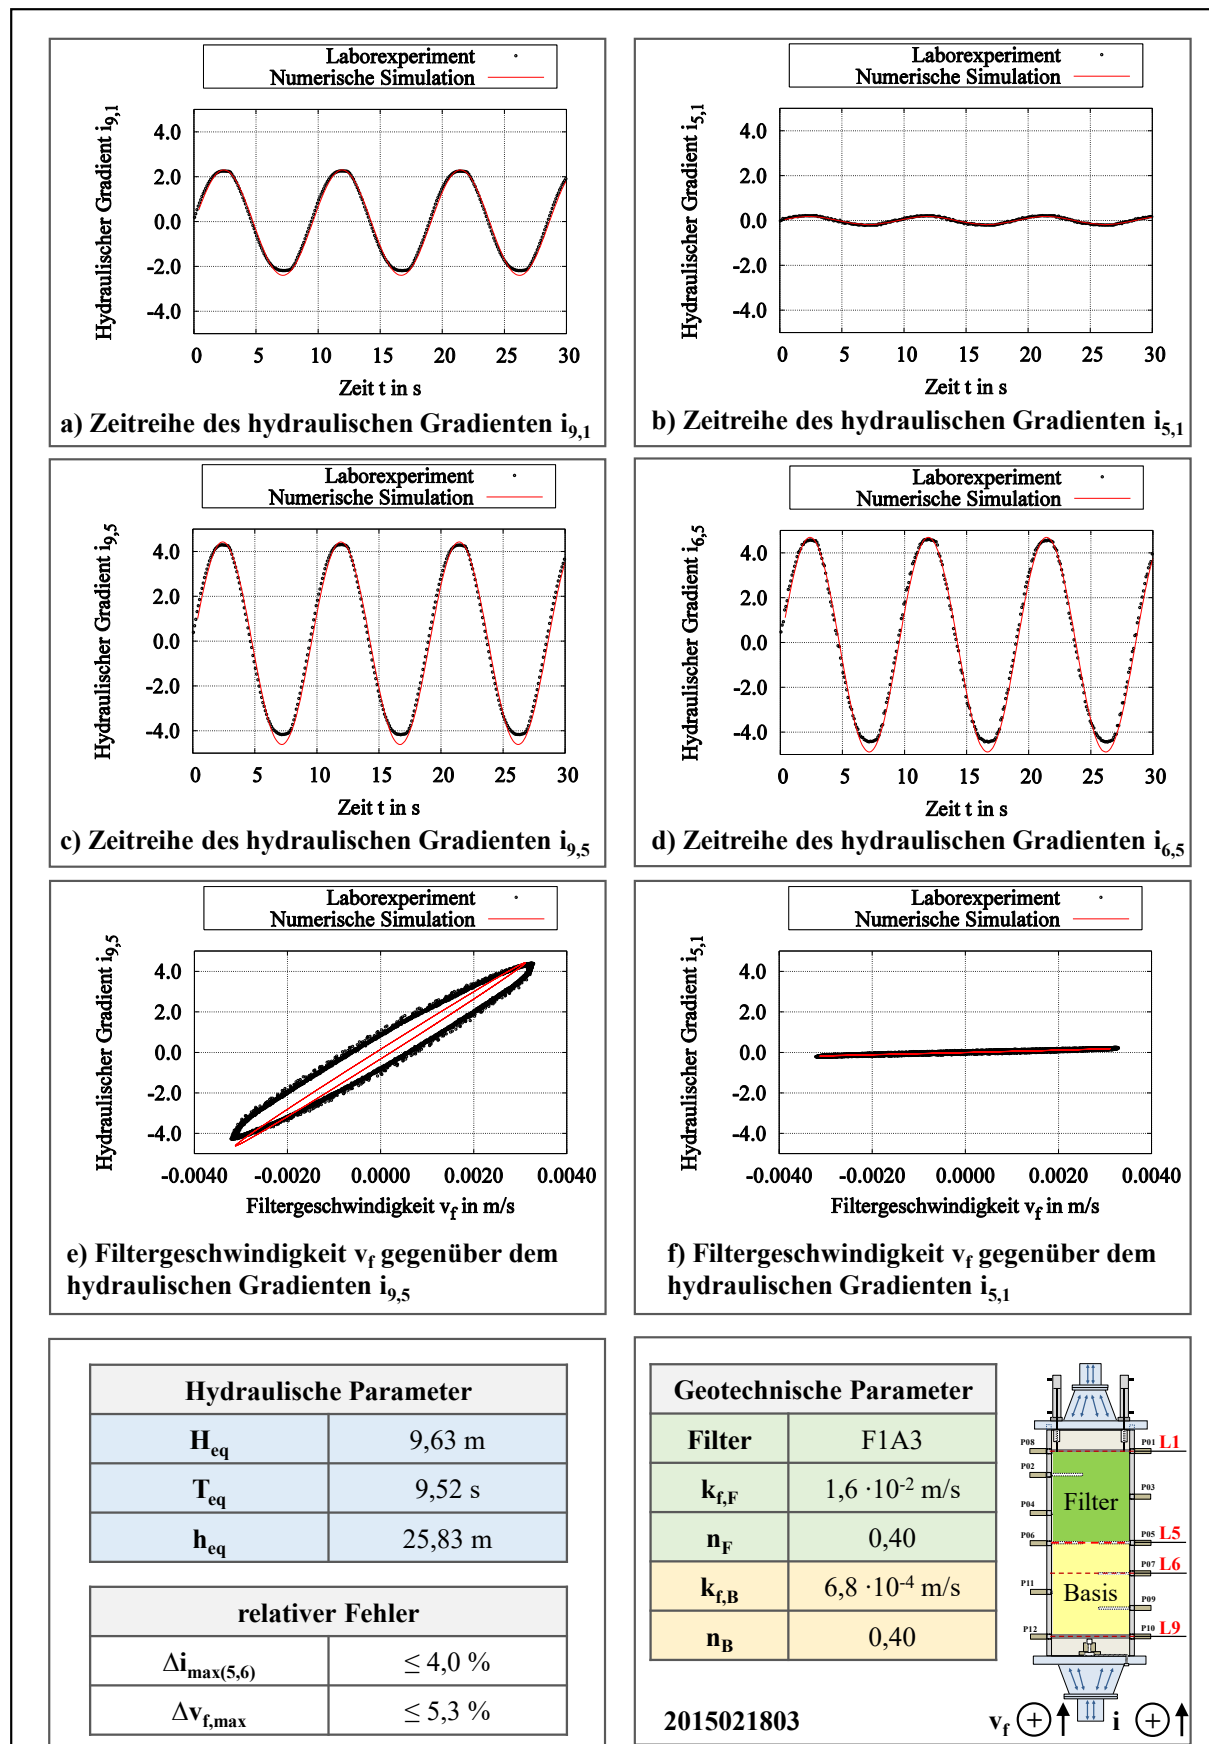 Laborexperiment
Numerische Simulation
Hydraulischer Gradient i9,1
4.0
2.0
0.0
-2.0
-4.0
0 5 10 15 20 25 30
Zeit t in s
a) Zeitreihe des hydraulischen Gradienten i9,1
Laborexperiment
Numerische Simulation
Hydraulischer Gradient i5,1
4.0
2.0
0.0
-2.0
-4.0
0 5 10 15 20 25 30
Zeit t in s
b) Zeitreihe des hydraulischen Gradienten i5,1
Laborexperiment
Numerische Simulation
Hydraulischer Gradient i9,5
4.0
2.0
0.0
-2.0
-4.0
0 5 10 15 20 25 30
Zeit t in s
c) Zeitreihe des hydraulischen Gradienten i9,5
Laborexperiment
Numerische Simulation
Hydraulischer Gradient i6,5
4.0
2.0
0.0
-2.0
-4.0
0 5 10 15 20 25 30
Zeit t in s
d) Zeitreihe des hydraulischen Gradienten i6,5
Laborexperiment
Numerische Simulation
Hydraulischer Gradient i9,5
4.0
2.0
0.0
-2.0
-4.0
-0.0040 -0.0020 0.0000 0.0020 0.0040
Filtergeschwindigkeit vf in m/s
e) Filtergeschwindigkeit vf gegenüber dem
hydraulischen Gradienten i9,5
Laborexperiment
Numerische Simulation
Hydraulischer Gradient i5,1
4.0
2.0
0.0
-2.0
-4.0
-0.0040 -0.0020 0.0000 0.0020 0.0040
Filtergeschwindigkeit vf in m/s
f) Filtergeschwindigkeit vf gegenüber dem
hydraulischen Gradienten i5,1
Hydraulische Parameter
Heq 9,63 m
Teq 9,52 s
heq 25,83 m
relativer Fehler
Δimax(5,6) ≤ 4,0 %
Δvf,max ≤ 5,3 %
Geotechnische Parameter
Filter F1A3
kf,F 1,6 ·10-2 m/s
nF 0,40
kf,B 6,8 ·10-4 m/s
nB 0,40
2015021803
P08 P01 L1
P02
P03
Filter
P04
P06 P05 L5
P07 L6
P11 Basis
P09
P12 P10 L9
vf + i +